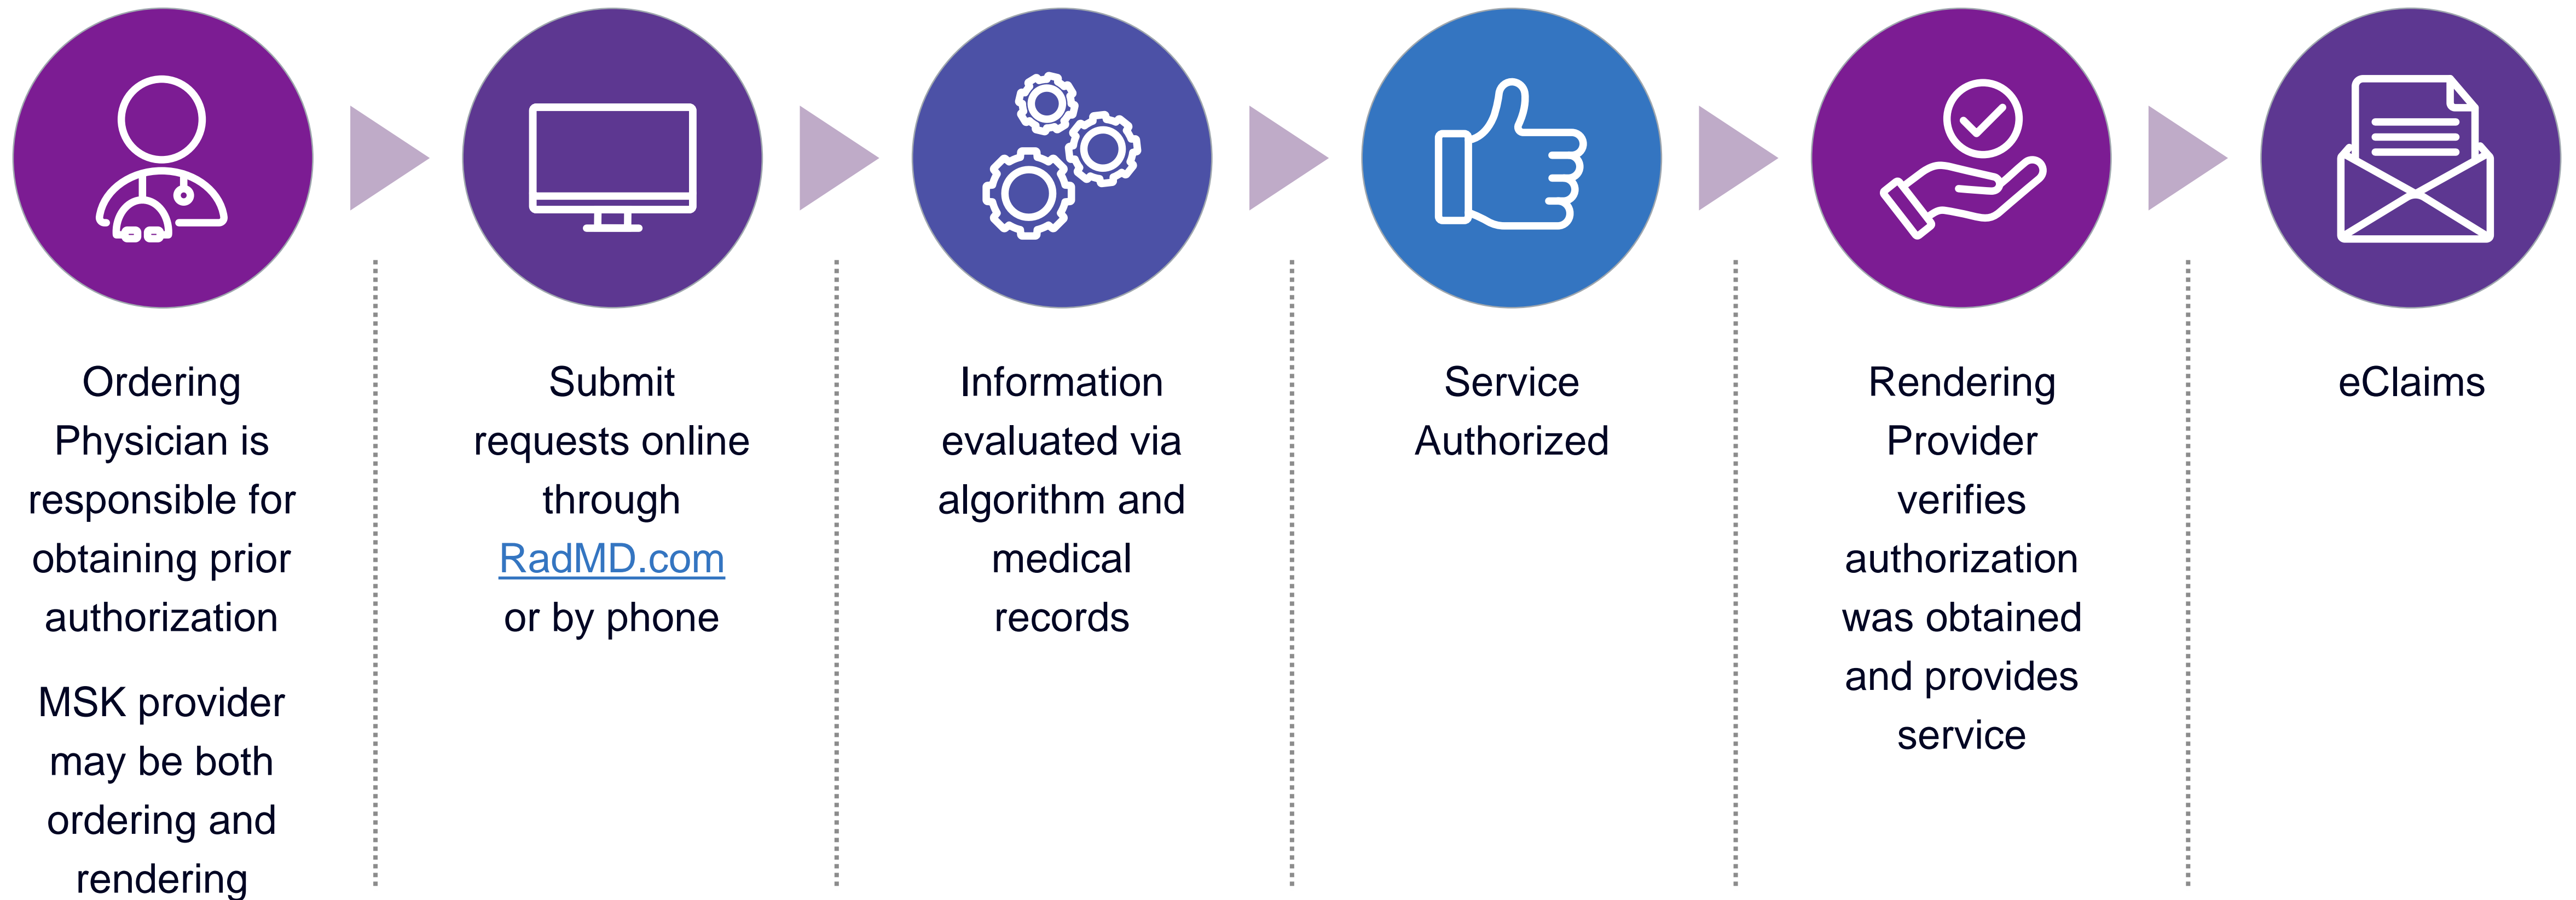 Ordering
Physician is
responsible for
obtaining prior
authorization
MSK provider
may be both
ordering and
rendering
Submit
requests online
through
RadMD.com
or by phone
Information
evaluated via
algorithm and
medical
records
Service
Authorized
Rendering
Provider
verifies
authorization
was obtained
and provides
service
eClaims